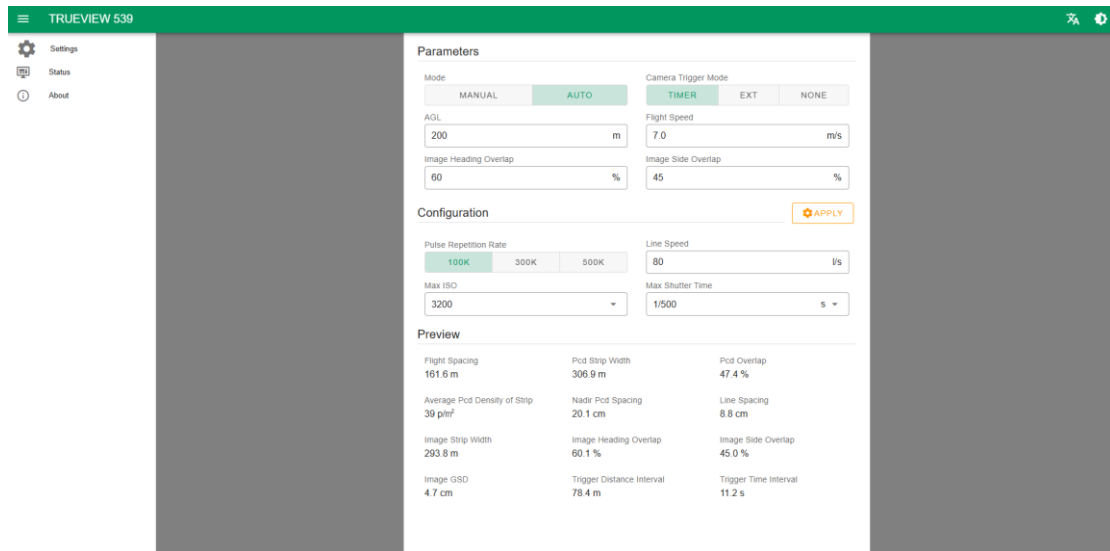 TRUEVIEW 539
Settings
Status
About
Parameters
Mode
Camera Trigger Mode
MANUAL AUTO
TIMER EXT NONE
AGL
Flight Speed
200 m
7.0 m/s
Image Heading Overlap
Image Side Overlap
60 %
45 %
Configuration
APPLY
Pulse Repetition Rate
Line Speed
100K 300K 500K
80 l/s
Max ISO
Max Shutter Time
3200
1/500 s
Preview
Flight Spacing
Pcd Strip Width
Pcd Overlap
161.6 m
306.9 m
47.4 %
Average Pcd Density of Strip
Nadir Pcd Spacing
Line Spacing
39 p/m²
20.1 cm
8.8 cm
Image Strip Width
Image Heading Overlap
Image Side Overlap
293.8 m
60.1 %
45.0 %
Image GSD
Trigger Distance Interval
Trigger Time Interval
4.7 cm
78.4 m
11.2 s